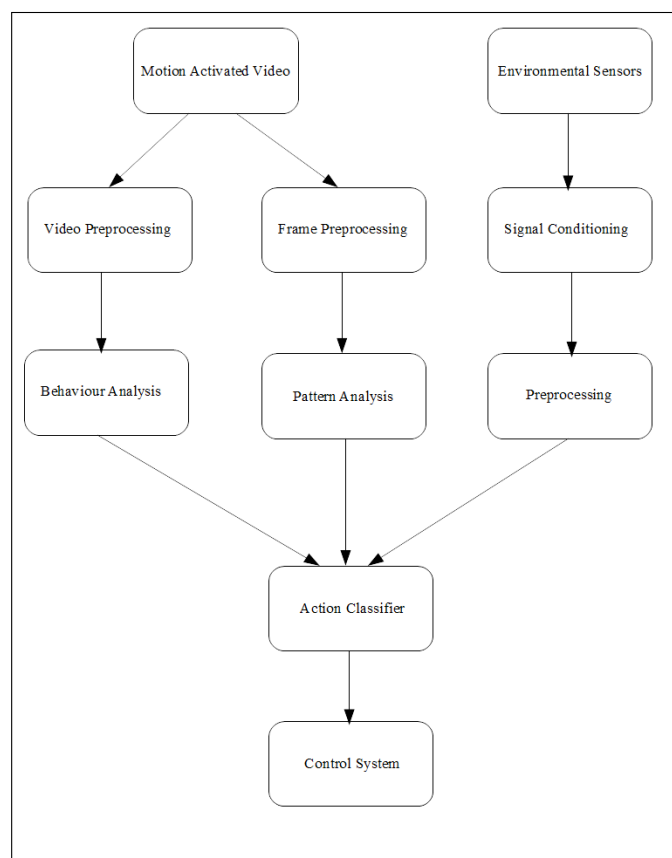 Motion Activated Video
Environmental Sensors
Video Preprocessing
Frame Preprocessing
Signal Conditioning
Behaviour Analysis
Pattern Analysis
Preprocessing
Action Classifier
Control System